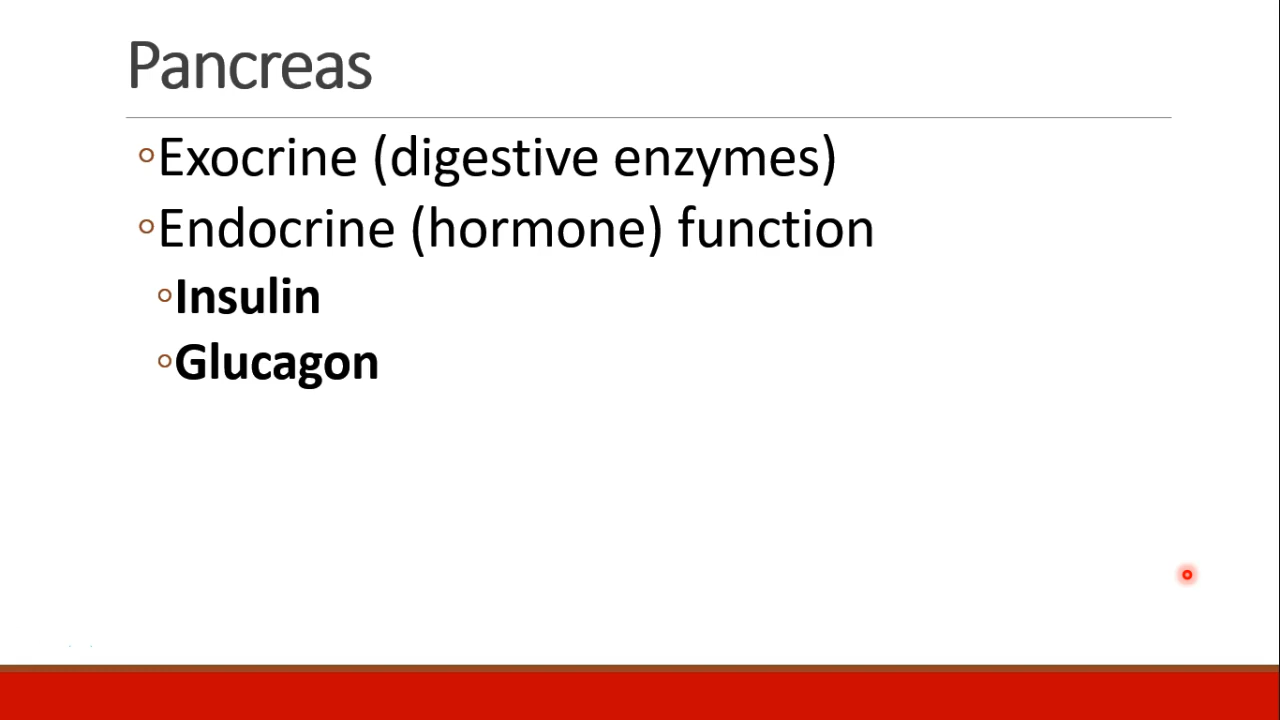 Pancreas
◦Exocrine (digestive enzymes)
◦Endocrine (hormone) function
◦Insulin
◦Glucagon